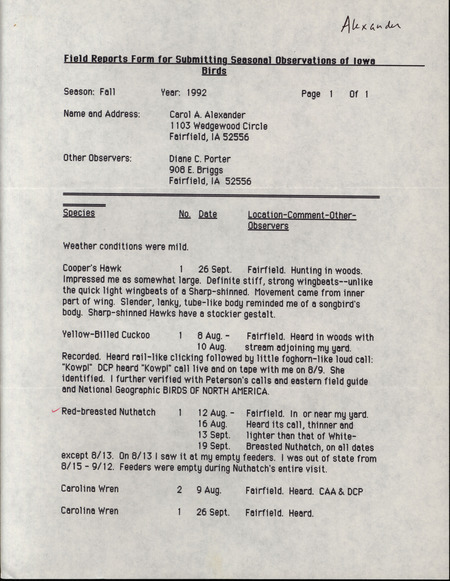 Alexander
Field Reports Form for Submitting Seasonal Observations of Iowa
Birds
Season: Fall Year: 1992 Page 1 Of 1
Name and Address: Carol A. Alexander
1103 Wedgewood Circle
Fairfield, IA 52556
Other Observers: Diane C. Porter
908 E. Briggs
Fairfield, IA 52556
Species No. Date Location-Comment-Other-
Observers
Weather conditions were mild.
Cooper's Hawk 1 26 Sept. Fairfield. Hunting in woods.
Impressed me as somewhat large. Definite stiff, strong wingbeats--unlike
the quick light wingbeats of a Sharp-shinned. Movement came from inner
part of wing. Slender, lanky, tube-like body reminded me of a songbird's
body. Sharp-shinned Hawks have a stockier gestalt.
Yellow-Billed Cuckoo 1 8 Aug. - Fairfield. Heard in woods with
10 Aug. stream adjoining my yard.
Recorded. Heard rail-like clicking followed by little foghorn-like loud call:
"Kowp!" DCP heard "Kowp!" call live and on tape with me on 8/9. She
identified. I further verified with Peterson's calls and eastern field guide
and National Geographic BIRDS OF NORTH AMERICA.
Red-breasted Nuthatch 1 12 Aug. - Fairfield. In or near my yard.
16 Aug. Heard its call, thinner and
13 Sept. lighter than that of White-
19 Sept. Breasted Nuthatch, on all dates
except 8/13. On 8/13 I saw it at my empty feeders. I was out of state from
8/15 - 9/12. Feeders were empty during Nuthatch's entire visit.
Carolina Wren 2 9 Aug. Fairfield. Heard. CAA & DCP
Carolina Wren 1 26 Sept. Fairfield. Heard.